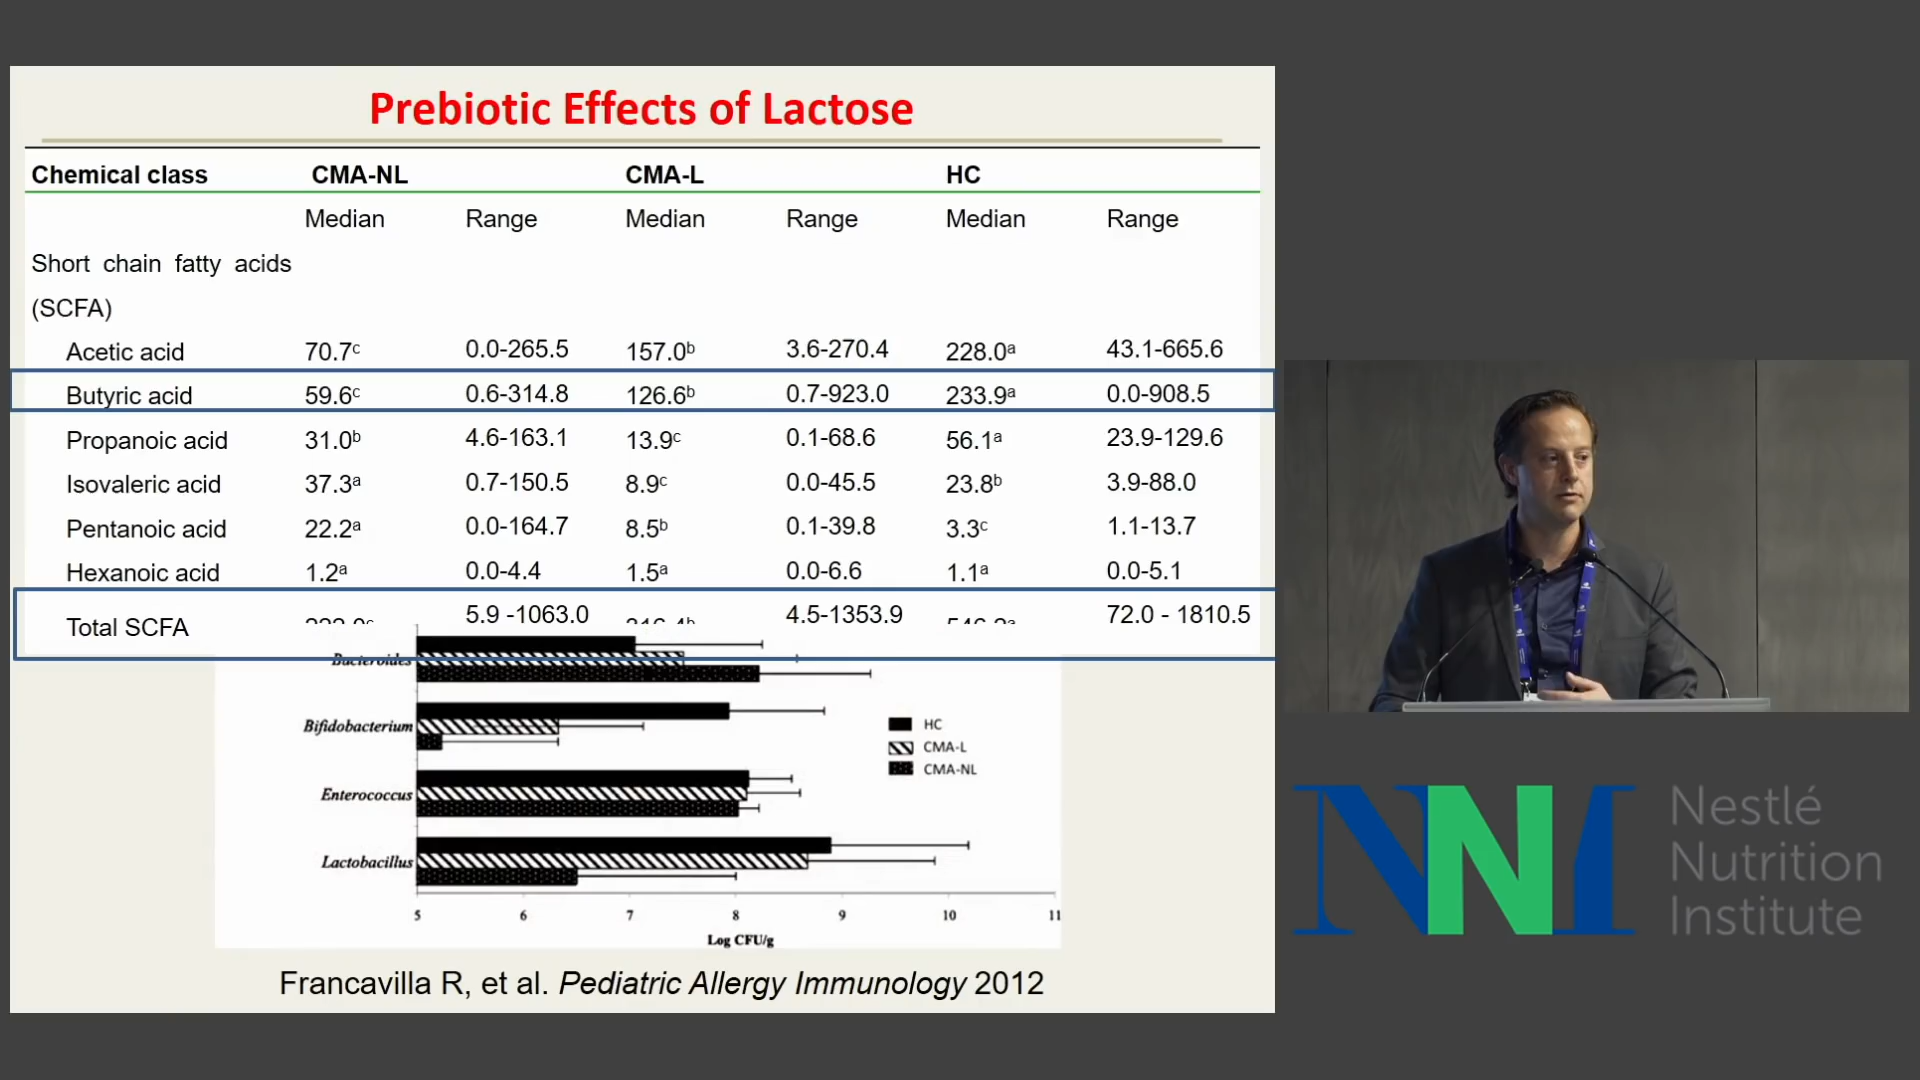 Prebiotic Effects of Lactose
Chemical class CMA-NL CMA-L HC
Median Range Median Range Median Range
Short chain fatty acids
(SCFA)
Acetic acid 70.7ᶜ 0.0-265.5 157.0ᵇ 3.6-270.4 228.0ᵃ 43.1-665.6
Butyric acid 59.6ᶜ 0.6-314.8 126.6ᵇ 0.7-923.0 233.9ᵃ 0.0-908.5
Propanoic acid 31.0ᵇ 4.6-163.1 13.9ᶜ 0.1-68.6 56.1ᵃ 23.9-129.6
Isovaleric acid 37.3ᵃ 0.7-150.5 8.9ᶜ 0.0-45.5 23.8ᵇ 3.9-88.0
Pentanoic acid 22.2ᵃ 0.0-164.7 8.5ᵇ 0.1-39.8 3.3ᶜ 1.1-13.7
Hexanoic acid 1.2ᵃ 0.0-4.4 1.5ᵃ 0.0-6.6 1.1ᵃ 0.0-5.1
Total SCFA 5.9 -1063.0 4.5-1353.9 72.0 - 1810.5
Bacteroides
Bifidobacterium
Enterococcus
Lactobacillus
HC
CMA-L
CMA-NL
5 6 7 8 9 10 11
Log CFU/g
Francavilla R, et al. Pediatric Allergy Immunology 2012
NNI
Nestlé
Nutrition
Institute